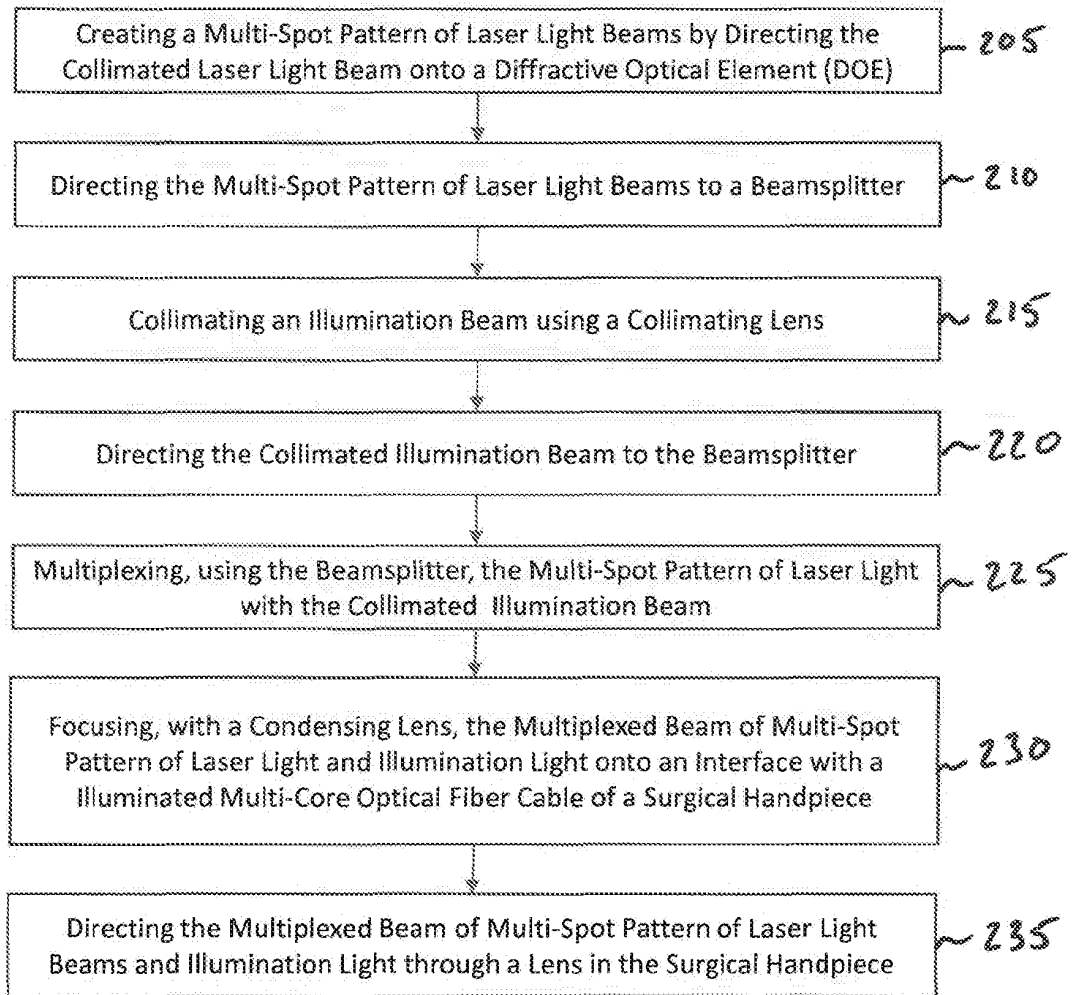 Creating a Multi-Spot Pattern of Laser Light Beams by Directing the
Collimated Laser Light Beam onto a Diffractive Optical Element (DOE)
205
Directing the Multi-Spot Pattern of Laser Light Beams to a Beamsplitter
210
Collimating an Illumination Beam using a Collimating Lens
215
Directing the Collimated Illumination Beam to the Beamsplitter
220
Multiplexing, using the Beamsplitter, the Multi-Spot Pattern of Laser Light
with the Collimated Illumination Beam
225
Focusing, with a Condensing Lens, the Multiplexed Beam of Multi-Spot
Pattern of Laser Light and Illumination Light onto an Interface with a
Illuminated Multi-Core Optical Fiber Cable of a Surgical Handpiece
230
Directing the Multiplexed Beam of Multi-Spot Pattern of Laser Light
Beams and Illumination Light through a Lens in the Surgical Handpiece
235